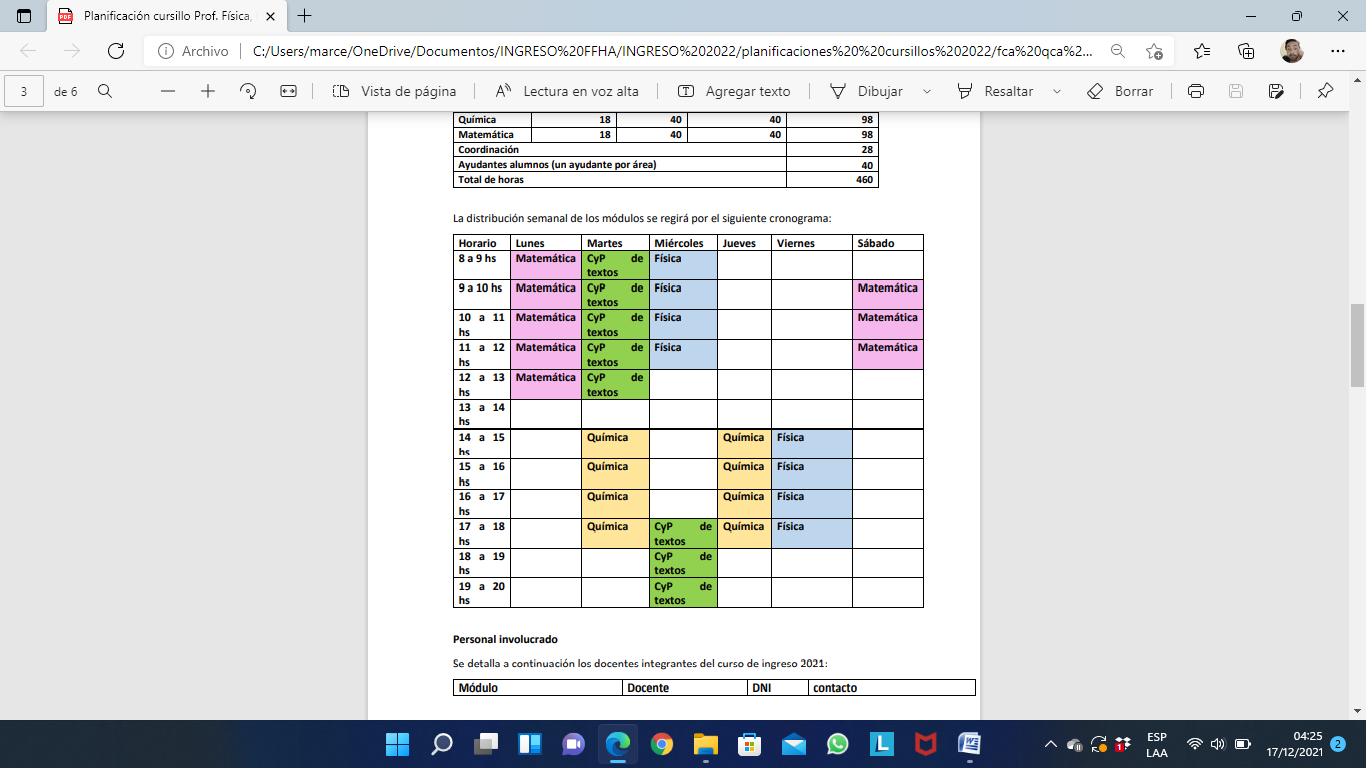 Planificación cursillo Prof. Física,
Archivo C:/Users/marce/OneDrive/Documentos/INGRESO%20FFHA/INGRESO%202022/planificaciones%20%20cursillos%202022/fca%20qca%2...
3 de 6 Vista de página Lectura en voz alta Agregar texto Dibujar Resaltar Borrar
Química 18 40 40 98
Matemática 18 40 40 98
Coordinación 28
Ayudantes alumnos (un ayudante por área) 40
Total de horas 460
La distribución semanal de los módulos se regirá por el siguiente cronograma:
Horario Lunes Martes Miércoles Jueves Viernes Sábado
8 a 9 hs Matemática CyP de Física
textos
9 a 10 hs Matemática CyP de Física Matemática
textos
10 a 11 Matemática CyP de Física Matemática
hs textos
11 a 12 Matemática CyP de Física Matemática
hs textos
12 a 13 Matemática CyP de
hs textos
13 a 14
hs
14 a 15 Química Química Física
hs
15 a 16 Química Química Física
hs
16 a 17 Química Química Física
hs
17 a 18 Química CyP de Química Física
hs textos
18 a 19 CyP de
hs textos
19 a 20 CyP de
hs textos
Personal involucrado
Se detalla a continuación los docentes integrantes del curso de ingreso 2021:
Módulo Docente DNI contacto
ESP 04:25
LAA 17/12/2021 2